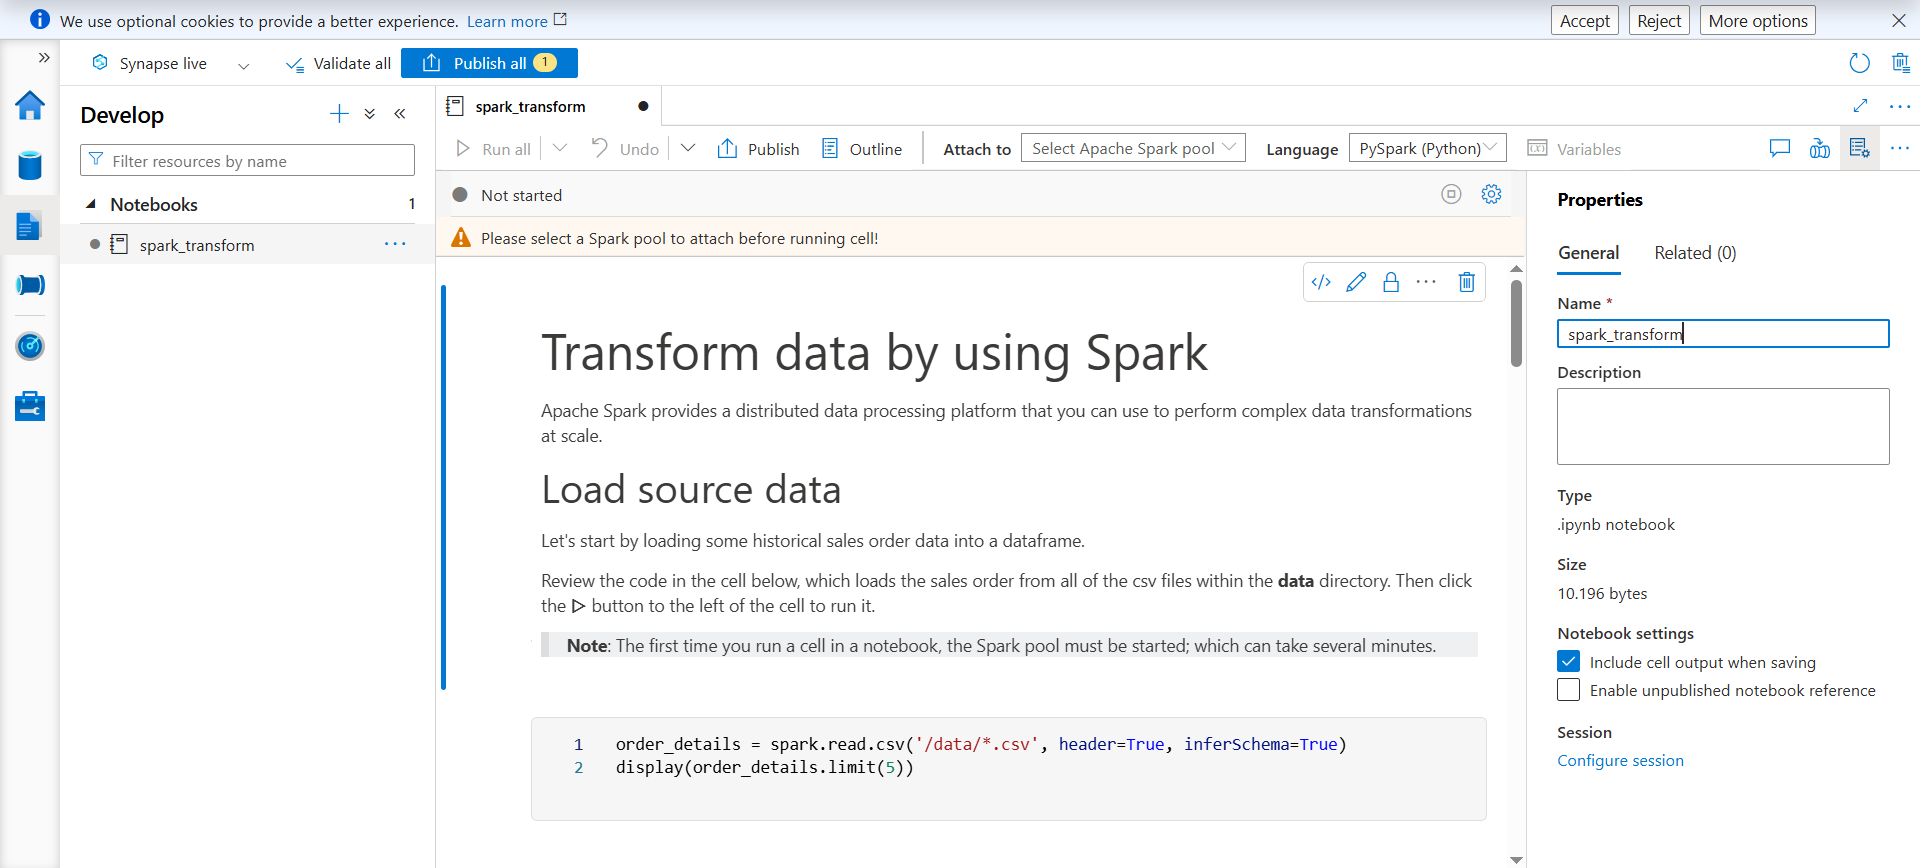 We use optional cookies to provide a better experience. Learn more
Accept
Reject
More options
Synapse live
Validate all
Publish all 1
Develop
Filter resources by name
Notebooks 1
spark_transform
spark_transform
Run all
Undo
Publish
Outline
Attach to
Select Apache Spark pool
Language
PySpark (Python)
Variables
Not started
Please select a Spark pool to attach before running cell!
Transform data by using Spark
Apache Spark provides a distributed data processing platform that you can use to perform complex data transformations
at scale.
Load source data
Let's start by loading some historical sales order data into a dataframe.
Review the code in the cell below, which loads the sales order from all of the csv files within the data directory. Then click
the ▷ button to the left of the cell to run it.
Note: The first time you run a cell in a notebook, the Spark pool must be started; which can take several minutes.
1 order_details = spark.read.csv('/data/*.csv', header=True, inferSchema=True)
2 display(order_details.limit(5))
Properties
General
Related (0)
Name *
spark_transform
Description
Type
.ipynb notebook
Size
10.196 bytes
Notebook settings
Include cell output when saving
Enable unpublished notebook reference
Session
Configure session